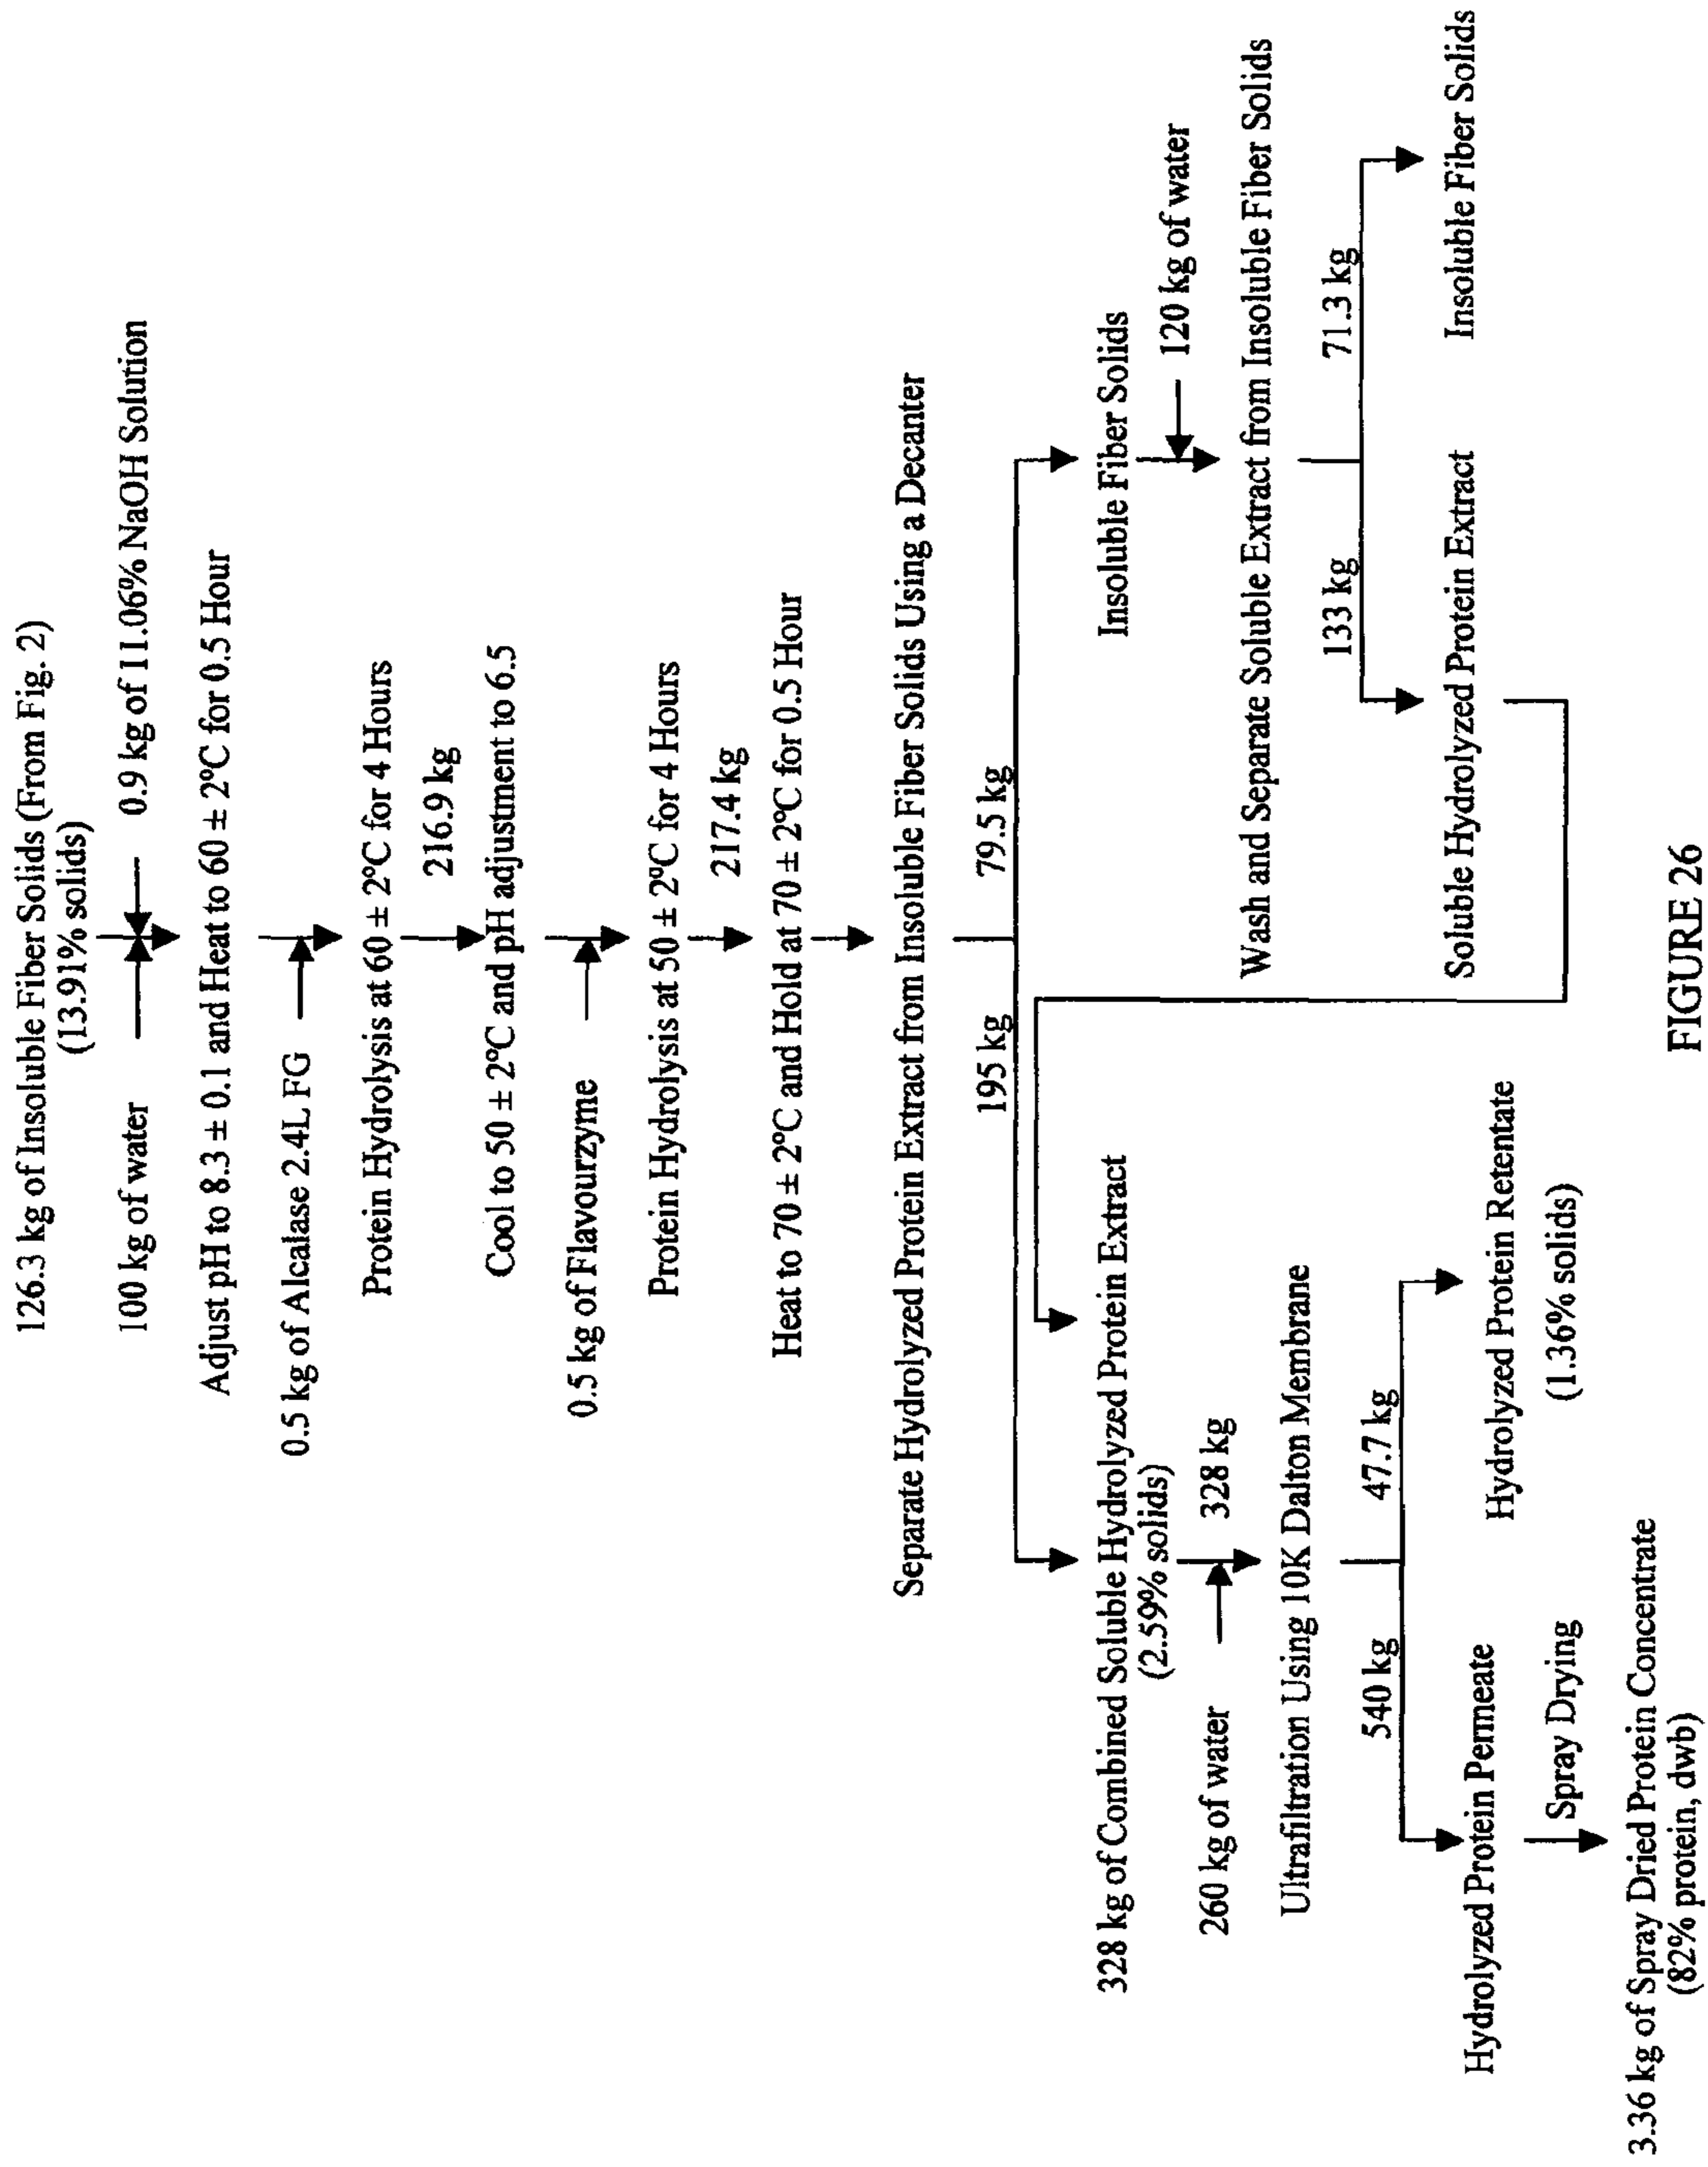 126.3 kg of Insoluble Fiber Solids (From Fig. 2)
(13.91% solids)
100 kg of water
0.9 kg of 11.06% NaOH Solution
Adjust pH to 8.3 ± 0.1 and Heat to 60 ± 2°C for 0.5 Hour
0.5 kg of Alcalase 2.4L FG
Protein Hydrolysis at 60 ± 2°C for 4 Hours
216.9 kg
Cool to 50 ± 2°C and pH adjustment to 6.5
0.5 kg of Flavourzyme
Protein Hydrolysis at 50 ± 2°C for 4 Hours
217.4 kg
Heat to 70 ± 2°C and Hold at 70 ± 2°C for 0.5 Hour
Separate Hydrolyzed Protein Extract from Insoluble Fiber Solids Using a Decanter
195 kg
79.5 kg
328 kg of Combined Soluble Hydrolyzed Protein Extract
(2.59% solids)
Insoluble Fiber Solids
120 kg of water
260 kg of water
328 kg
Wash and Separate Soluble Extract from Insoluble Fiber Solids
Ultrafiltration Using 10K Dalton Membrane
133 kg
71.3 kg
540 kg
47.7 kg
Soluble Hydrolyzed Protein Extract
Insoluble Fiber Solids
Hydrolyzed Protein Permeate
Hydrolyzed Protein Retentate
(1.36% solids)
Spray Drying
3.36 kg of Spray Dried Protein Concentrate
(82% protein, dwb)
FIGURE 26